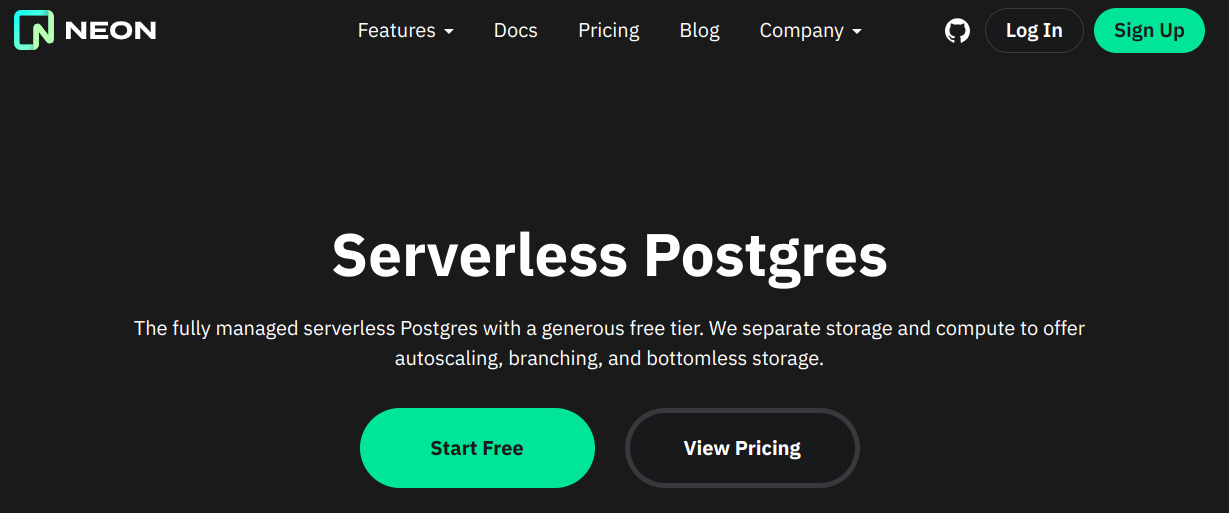 NEON
Features
Docs
Pricing
Blog
Company
Log In
Sign Up
Serverless Postgres
The fully managed serverless Postgres with a generous free tier. We separate storage and compute to offer
autoscaling, branching, and bottomless storage.
Start Free
View Pricing